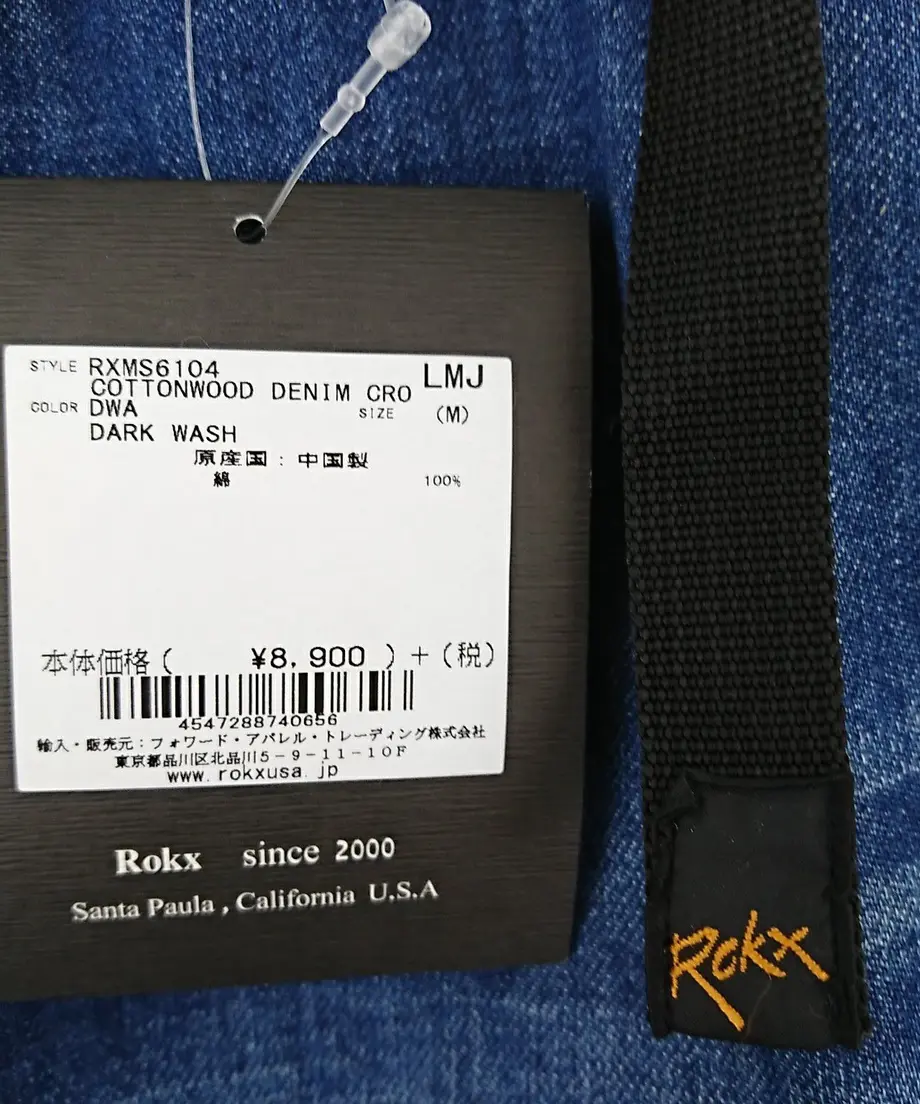 STYLE RXMS6104 LMJ
COTTONWOOD DENIM CRO
COLOR DWA SIZE (M)
DARK WASH
原産国：中国製
綿 100%
本体価格( ¥8,900 )+(税)
4547288740656
輸入・販売元：フォワード・アパレル・トレーディング株式会社
東京都品川区北品川5-9-11-10F
www.rokxusa.jp
Rokx since 2000
Santa Paula , California U.S.A
Rokx